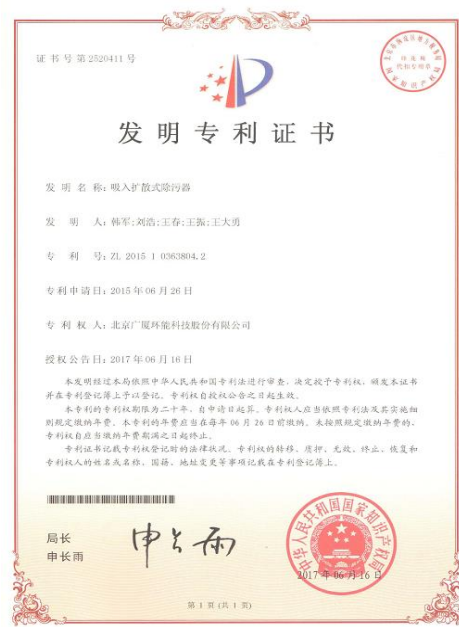 证书号第2520411号
发明专利证书
发 明 名 称：吸入扩散式除污器
发 明 人：韩军;刘浩;王春;王振;王大勇
专 利 号：ZL 2015 1 0363804.2
专利申请日：2015年06月26日
专 利 权 人：北京广厦环能科技股份有限公司
授权公告日：2017年06月16日
本发明经过本局依照中华人民共和国专利法进行审查，决定授予专利权，颁发本证书
并在专利登记簿上予以登记。专利权自授权公告之日起生效。
本专利的专利权期限为二十年，自申请日起算。专利权人应当依照专利法及其实施细
则规定缴纳年费。本专利的年费应当在每年06月26日前缴纳。未按照规定缴纳年费的，
专利权自应当缴纳年费期满之日起终止。
专利证书记载专利权登记时的法律状况。专利权的转移、质押、无效、终止、恢复和
专利权人的姓名或名称、国籍、地址变更等事项记载在专利登记簿上。
局长
申长雨
申长雨
中华人民共和国国家知识产权局
2017年06月16日
第1页(共1页)